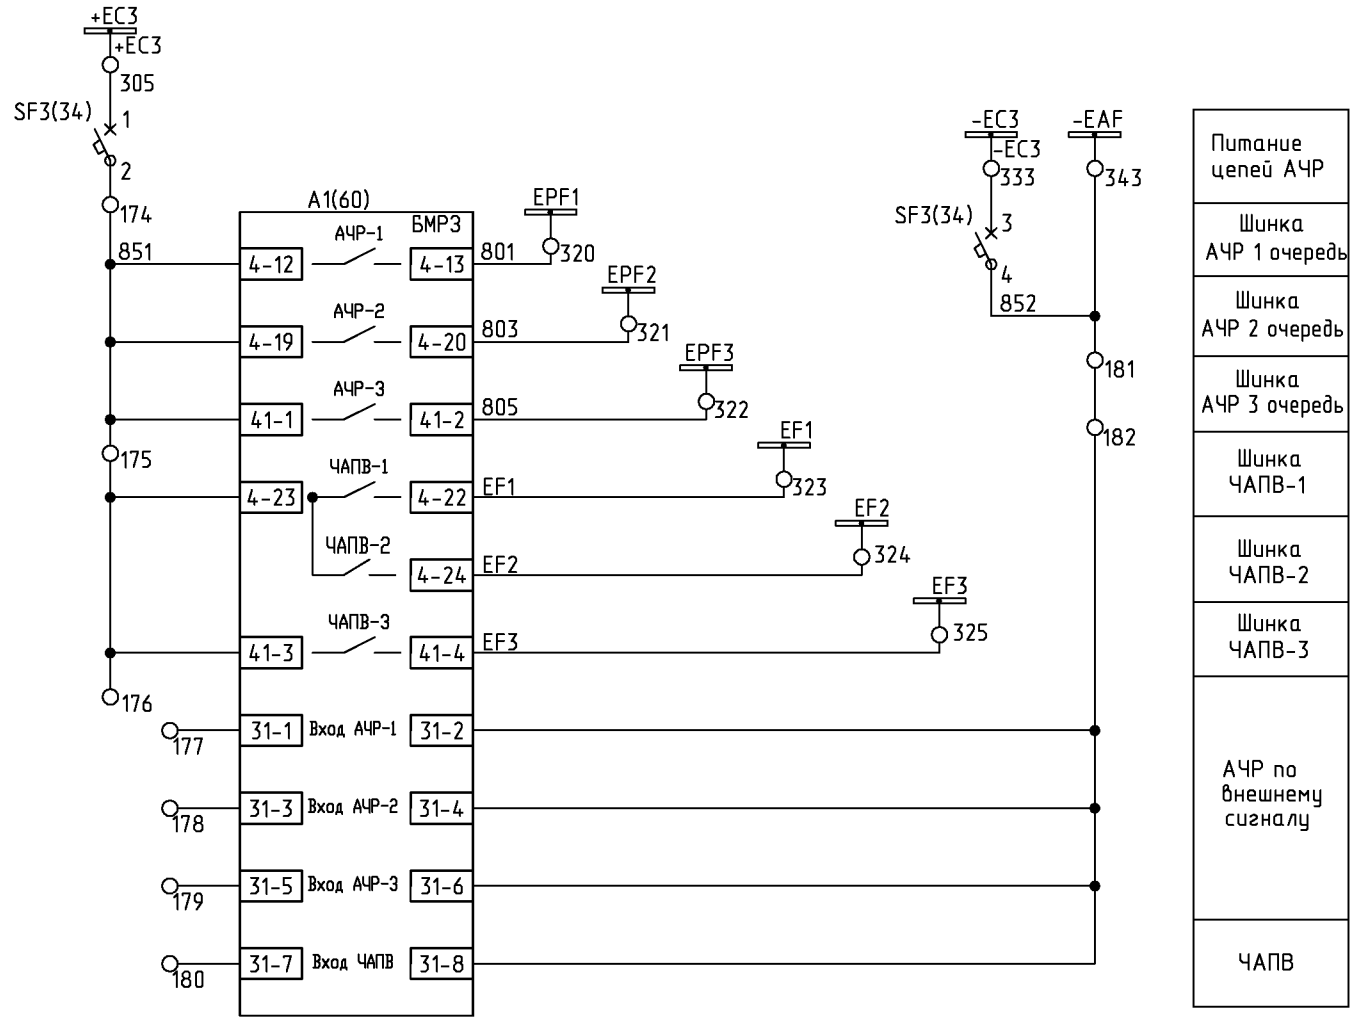 +EC3
+EC3
305
SF3(34)
1
2
174
851
А1(60)
БМРЗ
4-12
АЧР-1
4-13
801
EPF1
320
4-19
АЧР-2
4-20
803
EPF2
321
41-1
АЧР-3
41-2
805
EPF3
322
175
4-23
ЧАПВ-1
4-22
EF1
EF1
323
ЧАПВ-2
4-24
EF2
EF2
324
41-3
ЧАПВ-3
41-4
EF3
EF3
325
176
177
31-1
Вход АЧР-1
31-2
178
31-3
Вход АЧР-2
31-4
179
31-5
Вход АЧР-3
31-6
180
31-7
Вход ЧАПВ
31-8
-EC3
-EC3
333
SF3(34)
3
4
852
-EAF
343
181
182
Питание
цепей АЧР
Шинка
АЧР 1 очередь
Шинка
АЧР 2 очередь
Шинка
АЧР 3 очередь
Шинка
ЧАПВ-1
Шинка
ЧАПВ-2
Шинка
ЧАПВ-3
АЧР по
внешнему
сигналу
ЧАПВ